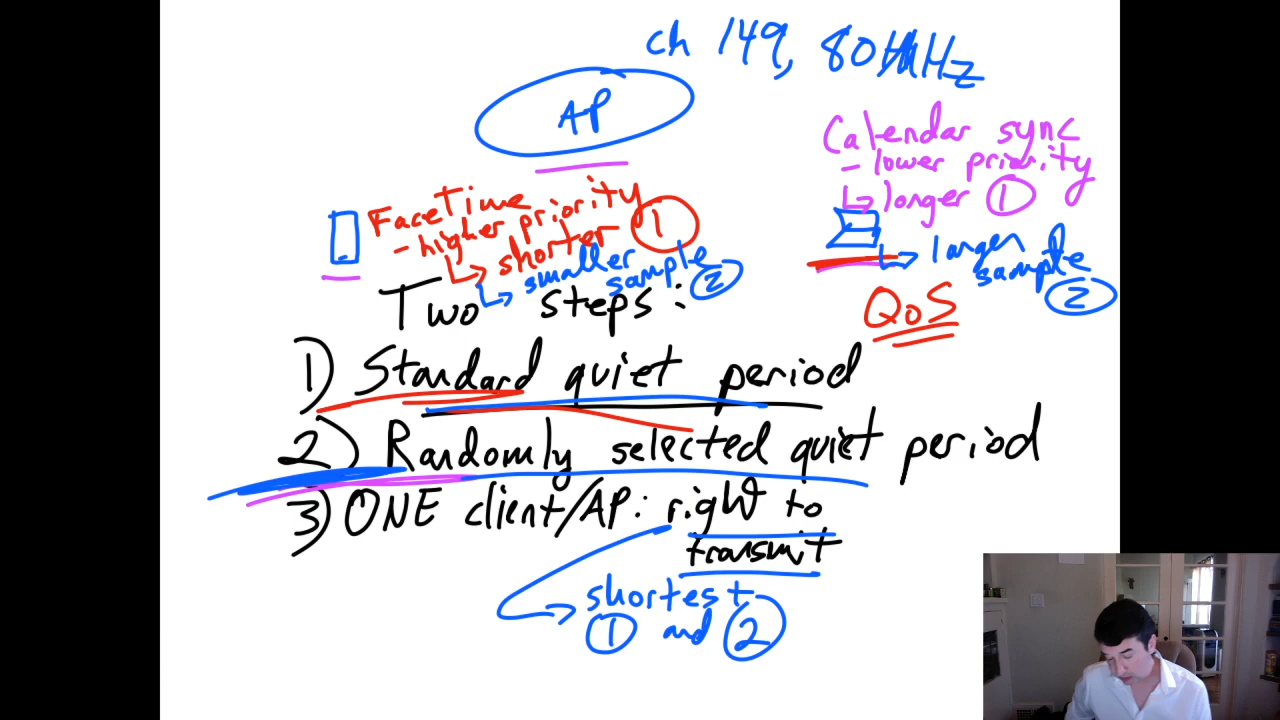 ch 149, 80MHz
AP
Calendar sync
- lower priority
↳ longer ①
FaceTime
- higher priority
↳ shorter ①
↳ smaller sample ②
↳ larger sample ②
QoS
Two steps:
1) Standard quiet period
2) Randomly selected quiet period
3) ONE client/AP: right to
transmit
shortest
① and ②